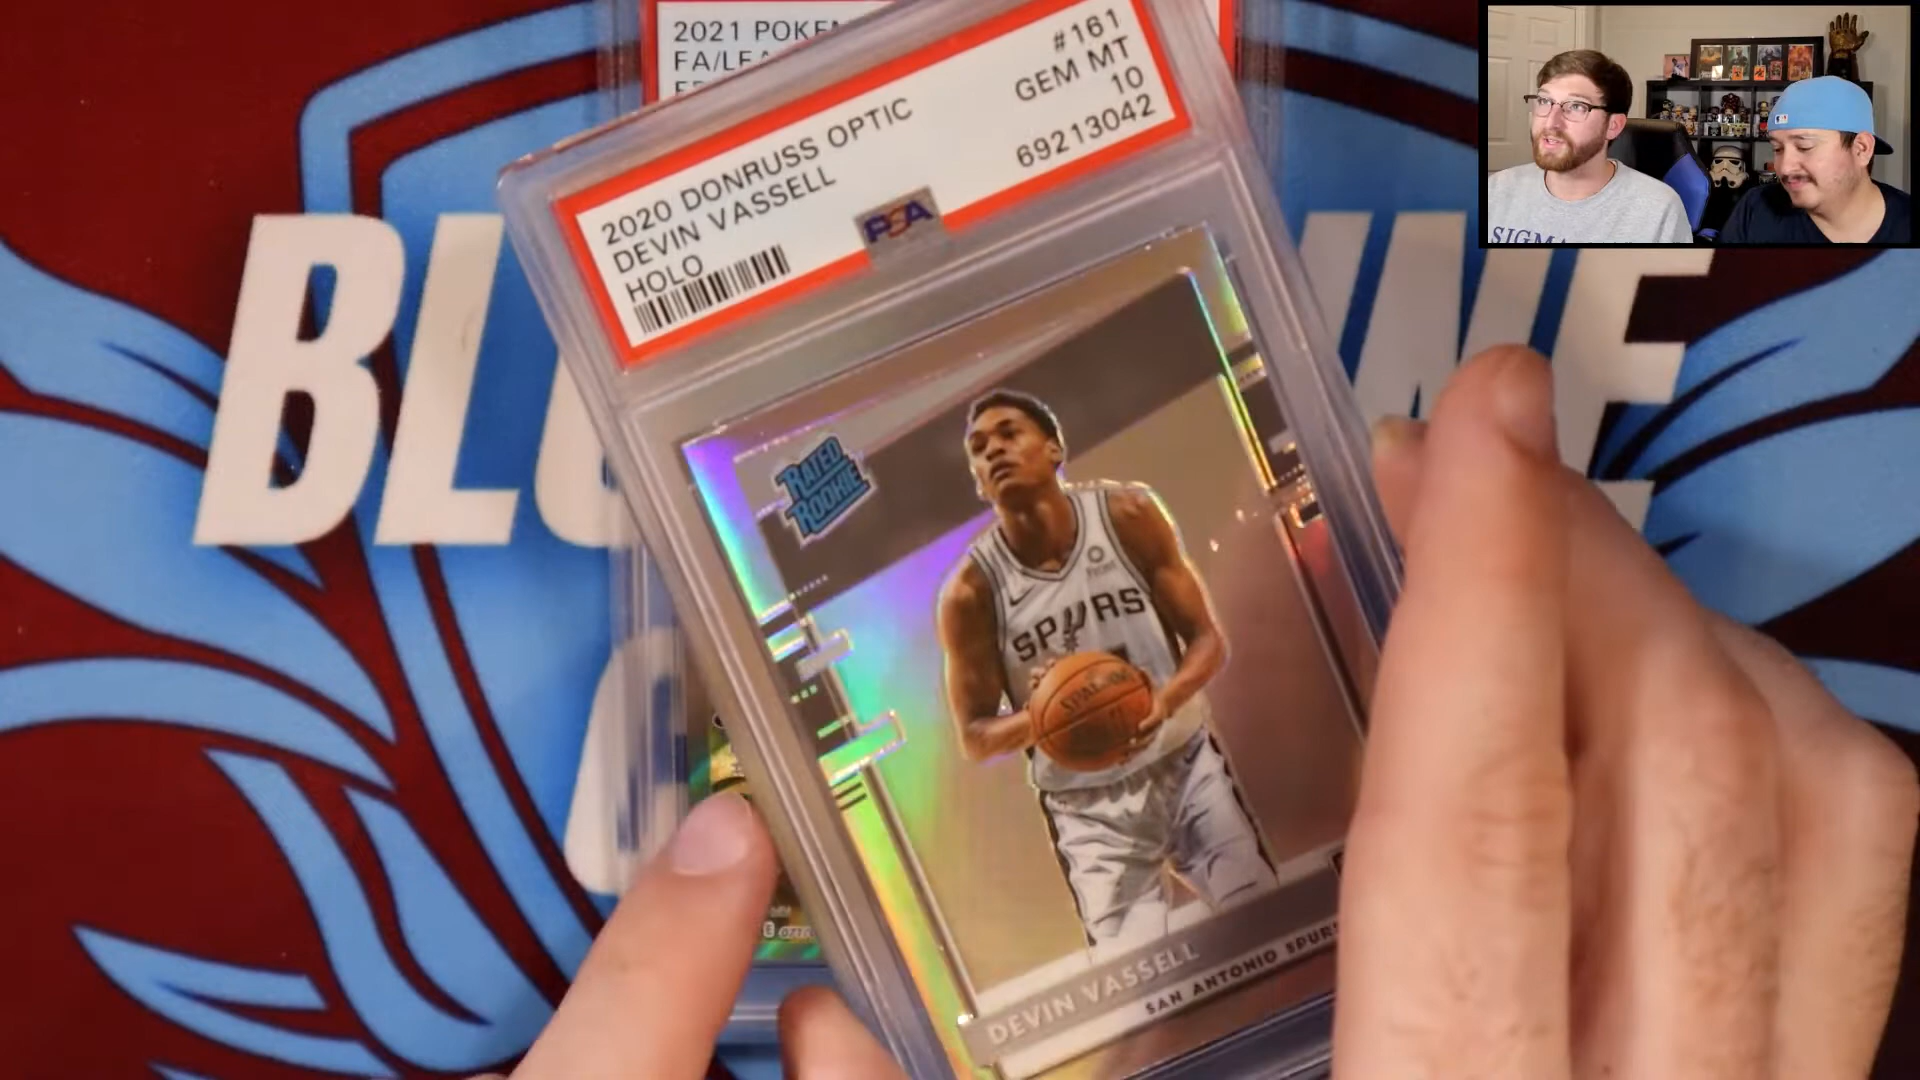 2021 POKEM
FA/LEA
#161
GEM MT
10
69213042
2020 DONRUSS OPTIC
DEVIN VASSELL
HOLO
PSA
RATED
ROOKIE
SPURS
SPALDING
DEVIN VASSELL
SAN ANTONIO SPURS
SIGMA